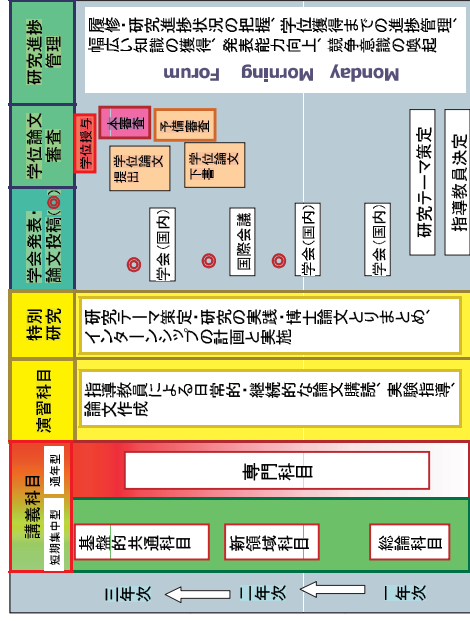 研究進捗
管理
履修・研究進捗状況の把握、学位獲得までの進捗管理、
幅広い知識の獲得、発表能力向上、競争意識の喚起
Monday Morning Forum
学位論文
審査
学位授与
本審査
予備審査
学位論文
提出
学位論文
下書
研究テーマ策定
指導教員決定
学会発表・
論文投稿(◎)
学会(国内)
国際会議
学会(国内)
学会(国内)
特別
研究
研究テーマ策定・研究の実践・博士論文とりまとめ、
インターンシップの計画と実施
演習科目
指導教員による日常的・継続的な論文購読、実験指導、
論文作成
講義科目
通年型
短期集中型
専門科目
基盤的共通科目
新領域科目
総論科目
三年次
二年次
一年次